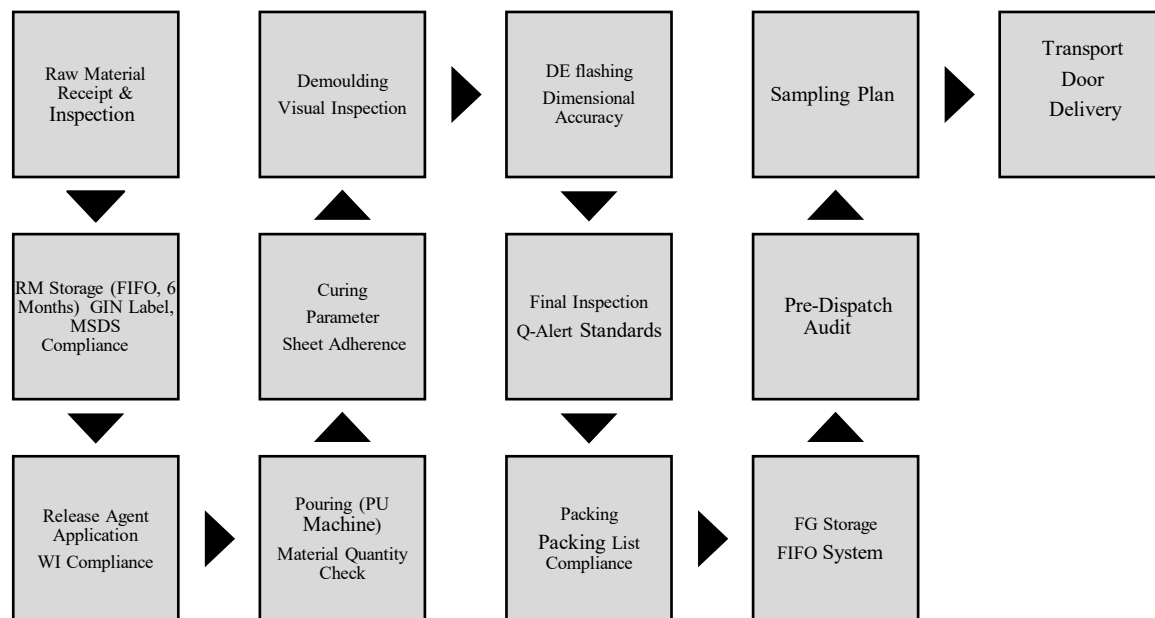 Raw Material
Receipt &
Inspection
RM Storage (FIFO, 6
Months) GIN Label,
MSDS
Compliance
Release Agent
Application
WI Compliance
Pouring (PU
Machine)
Material Quantity
Check
Curing
Parameter
Sheet Adherence
Demoulding
Visual Inspection
DE flashing
Dimensional
Accuracy
Final Inspection
Q-Alert Standards
Packing
Packing List
Compliance
FG Storage
FIFO System
Pre-Dispatch
Audit
Sampling Plan
Transport
Door
Delivery